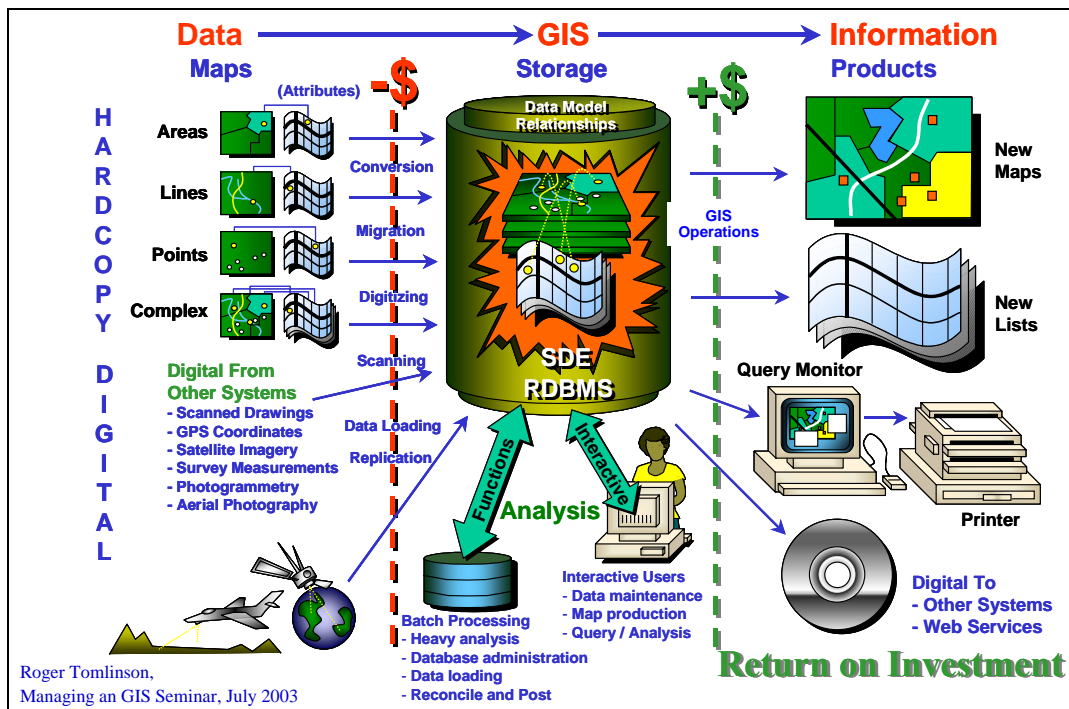 Data
GIS
Information
Maps
Storage
Products
-$
+$
HARDCOPY
DIGITAL
(Attributes)
Areas
Lines
Points
Complex
Conversion
Migration
Digitizing
Scanning
Data Loading
Replication
Digital From
Other Systems
- Scanned Drawings
- GPS Coordinates
- Satellite Imagery
- Survey Measurements
- Photogrammetry
- Aerial Photography
Data Model
Relationships
SDE
RDBMS
Functions
Interactive
Analysis
Batch Processing
- Heavy analysis
- Database administration
- Data loading
- Reconcile and Post
Interactive Users
- Data maintenance
- Map production
- Query / Analysis
GIS
Operations
New
Maps
New
Lists
Query Monitor
Printer
Digital To
- Other Systems
- Web Services
Return on Investment
Roger Tomlinson,
Managing an GIS Seminar, July 2003